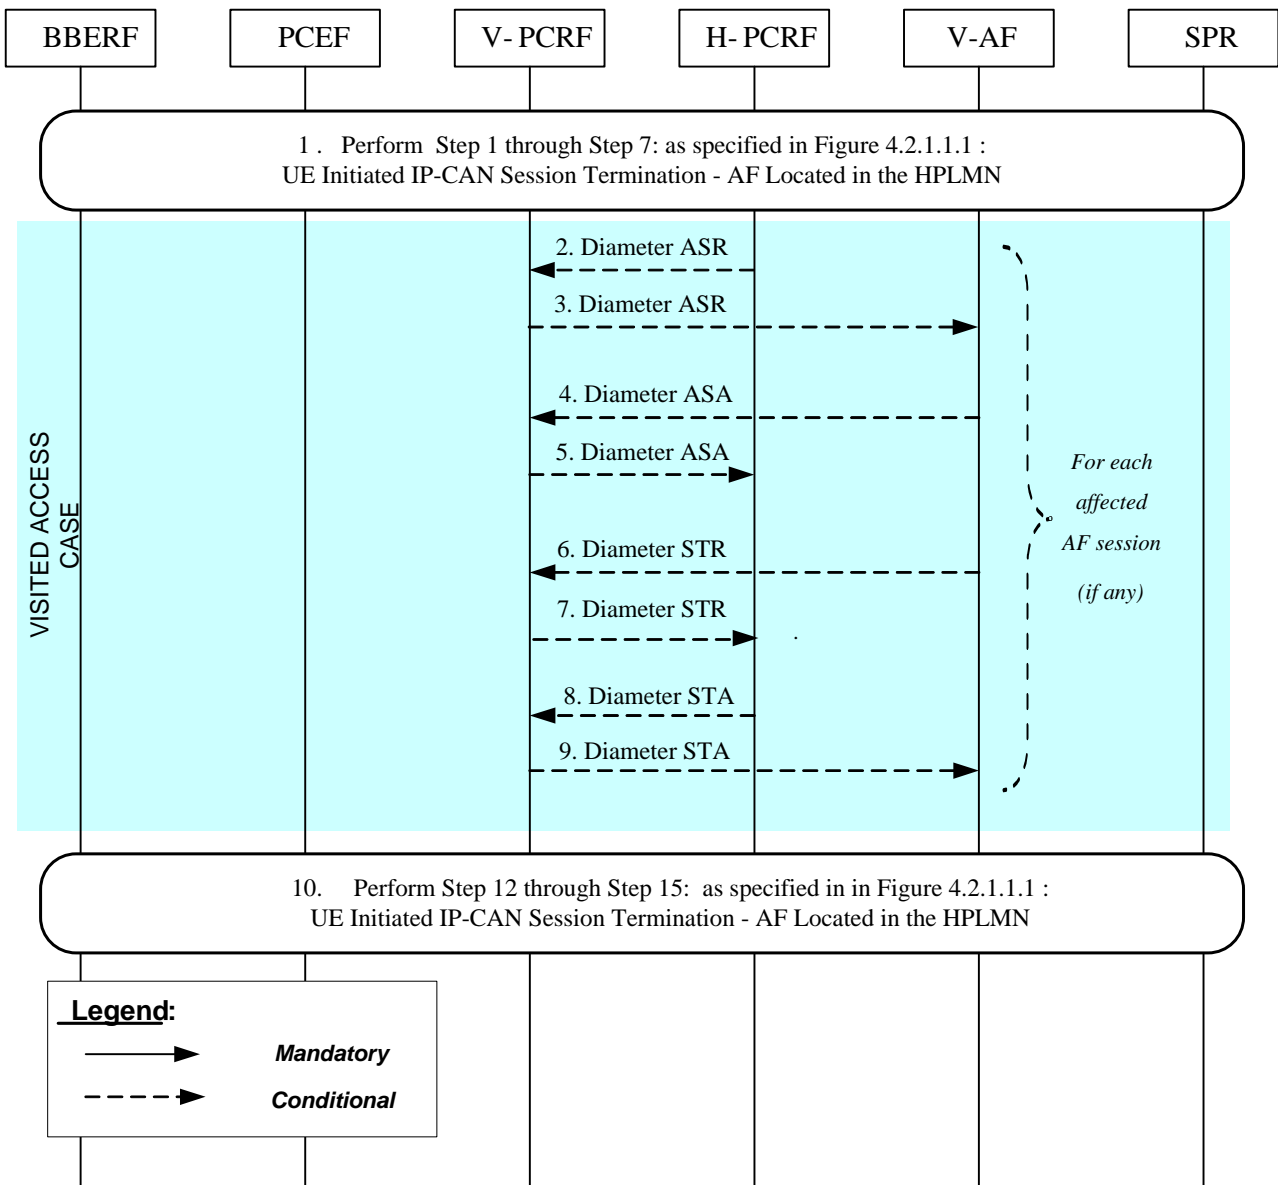 BBERF
PCEF
V- PCRF
H- PCRF
V-AF
SPR
1 . Perform Step 1 through Step 7: as specified in Figure 4.2.1.1.1 :
UE Initiated IP-CAN Session Termination - AF Located in the HPLMN
VISITED ACCESS
CASE
2. Diameter ASR
3. Diameter ASR
4. Diameter ASA
5. Diameter ASA
6. Diameter STR
7. Diameter STR
8. Diameter STA
9. Diameter STA
For each
affected
AF session
(if any)
10. Perform Step 12 through Step 15: as specified in in Figure 4.2.1.1.1 :
UE Initiated IP-CAN Session Termination - AF Located in the HPLMN
Legend:
Mandatory
Conditional